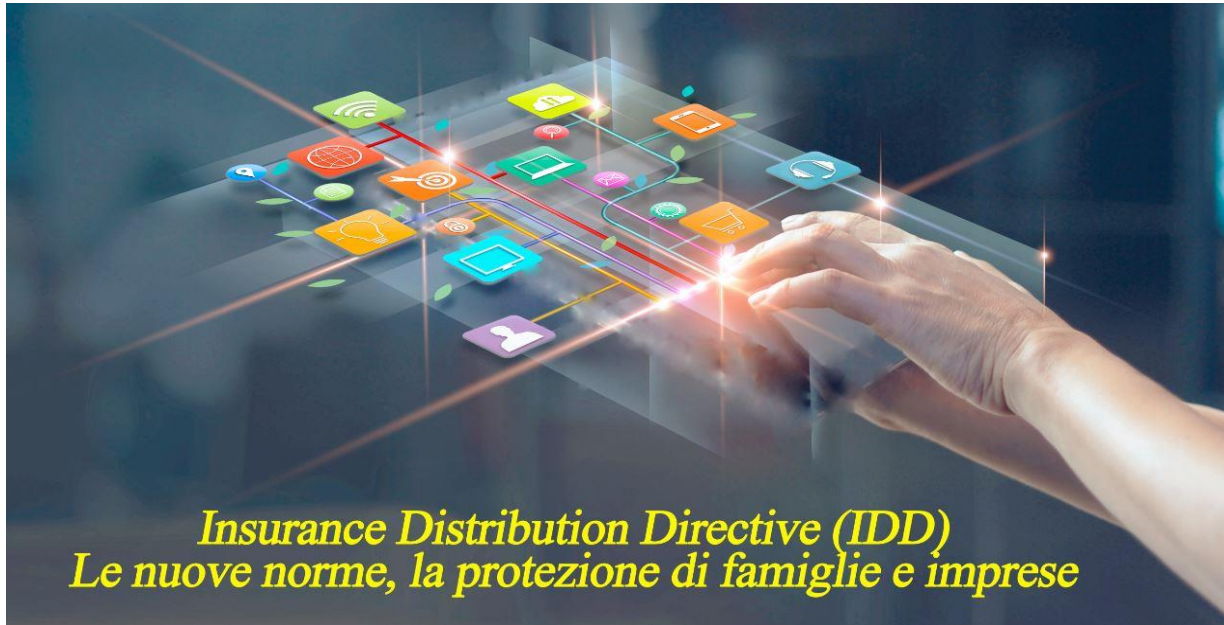 Insurance Distribution Directive (IDD)
Le nuove norme, la protezione di famiglie e imprese